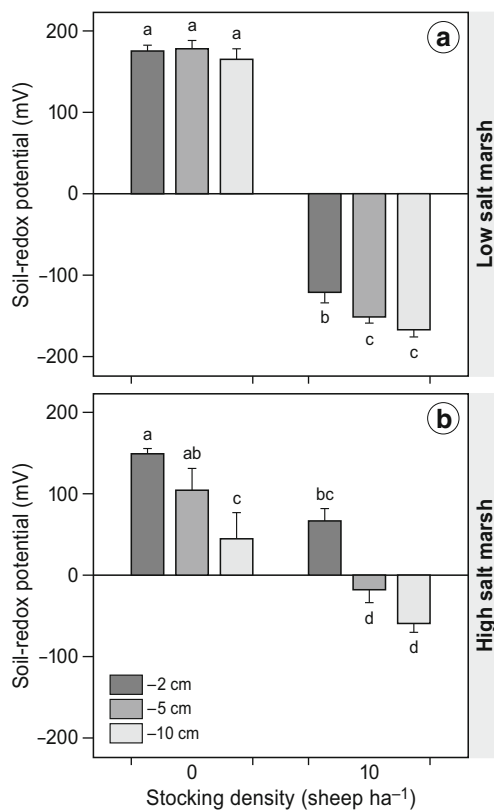 200
100
0
−100
−200
Soil-redox potential (mV)
a
a
a
b
c
c
a
Low salt marsh
200
100
0
−100
−200
Soil-redox potential (mV)
a
ab
c
bc
d
d
b
High salt marsh
−2 cm
−5 cm
−10 cm
0
10
Stocking density (sheep ha−1)